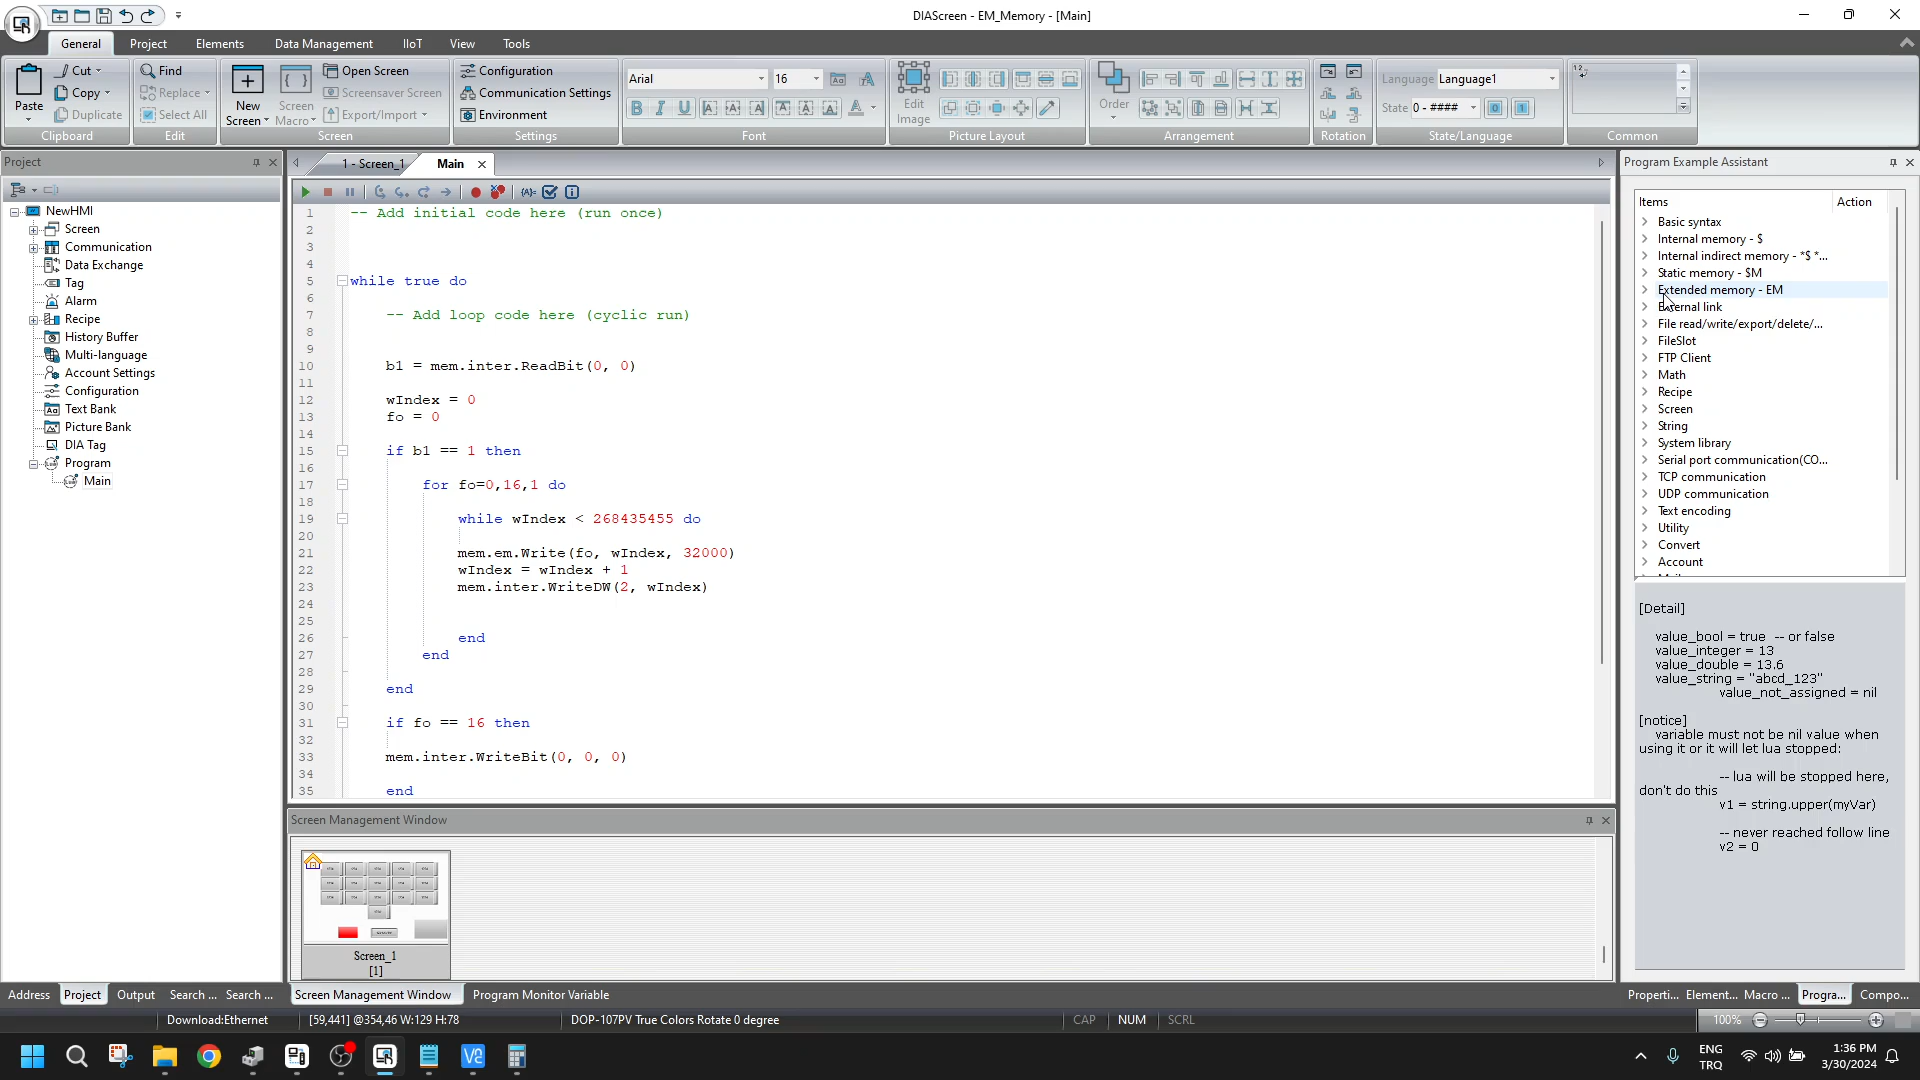 DIAScreen - EM_Memory - [Main]
General Project Elements Data Management IIoT View Tools
Paste Cut Copy Duplicate Clipboard
Find Replace Select All Edit
New Screen Screen Macro Open Screen Screensaver Screen Export/Import Screen
Configuration Communication Settings Environment Settings
Arial 16 B I U A Font
Edit Image Picture Layout
Order Arrangement
Rotation
Language Language1
State 0 - #### 0 1 State/Language
Common
Project
NewHMI
Screen
Communication
Data Exchange
Tag
Alarm
Recipe
History Buffer
Multi-language
Account Settings
Configuration
Text Bank
Picture Bank
DIA Tag
Program
Main
1 - Screen_1 Main
1 -- Add initial code here (run once)
2
3
4
5 while true do
6
7 -- Add loop code here (cyclic run)
8
9
10 b1 = mem.inter.ReadBit(0, 0)
11
12 wIndex = 0
13 fo = 0
14
15 if b1 == 1 then
16
17 for fo=0,16,1 do
18
19 while wIndex < 268435455 do
20
21 mem.em.Write(fo, wIndex, 32000)
22 wIndex = wIndex + 1
23 mem.inter.WriteDW(2, wIndex)
24
25
26 end
27 end
28
29 end
30
31 if fo == 16 then
32
33 mem.inter.WriteBit(0, 0, 0)
34
35 end
Screen Management Window
Screen_1
[1]
Program Example Assistant
Items Action
Basic syntax
Internal memory - $
Internal indirect memory - *$ *...
Static memory - $M
Extended memory - EM
External link
File read/write/export/delete/...
FileSlot
FTP Client
Math
Recipe
Screen
String
System library
Serial port communication(CO...
TCP communication
UDP communication
Text encoding
Utility
Convert
Account
[Detail]
value_bool = true -- or false
value_integer = 13
value_double = 13.6
value_string = "abcd_123"
value_not_assigned = nil
[notice]
variable must not be nil value when
using it or it will let lua stopped:
-- lua will be stopped here,
don't do this
v1 = string.upper(myVar)
-- never reached follow line
v2 = 0
Address Project Output Search ... Search ... Screen Management Window Program Monitor Variable Properti... Element... Macro ... Progra... Compo...
Download:Ethernet [59,441] @354,46 W:129 H:78 DOP-107PV True Colors Rotate 0 degree CAP NUM SCRL 100%
ENG
TRQ
1:36 PM
3/30/2024